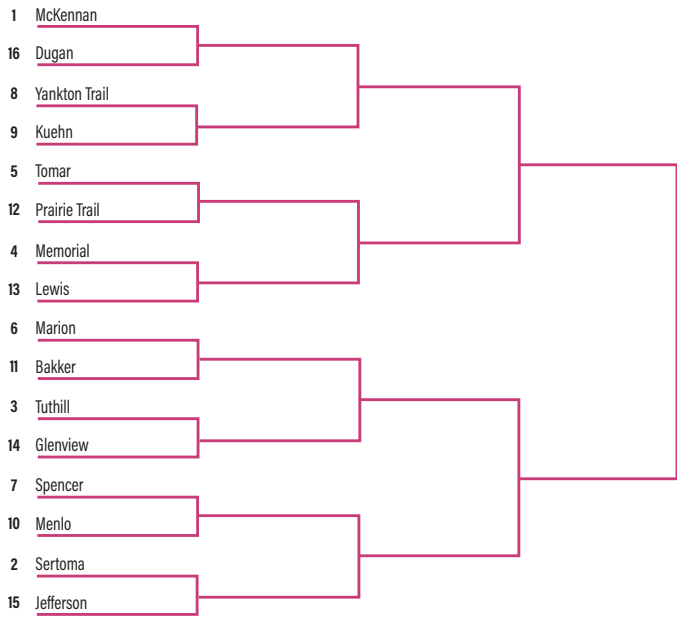 1 McKennan
16 Dugan
8 Yankton Trail
9 Kuehn
5 Tomar
12 Prairie Trail
4 Memorial
13 Lewis
6 Marion
11 Bakker
3 Tuthill
14 Glenview
7 Spencer
10 Menlo
2 Sertoma
15 Jefferson